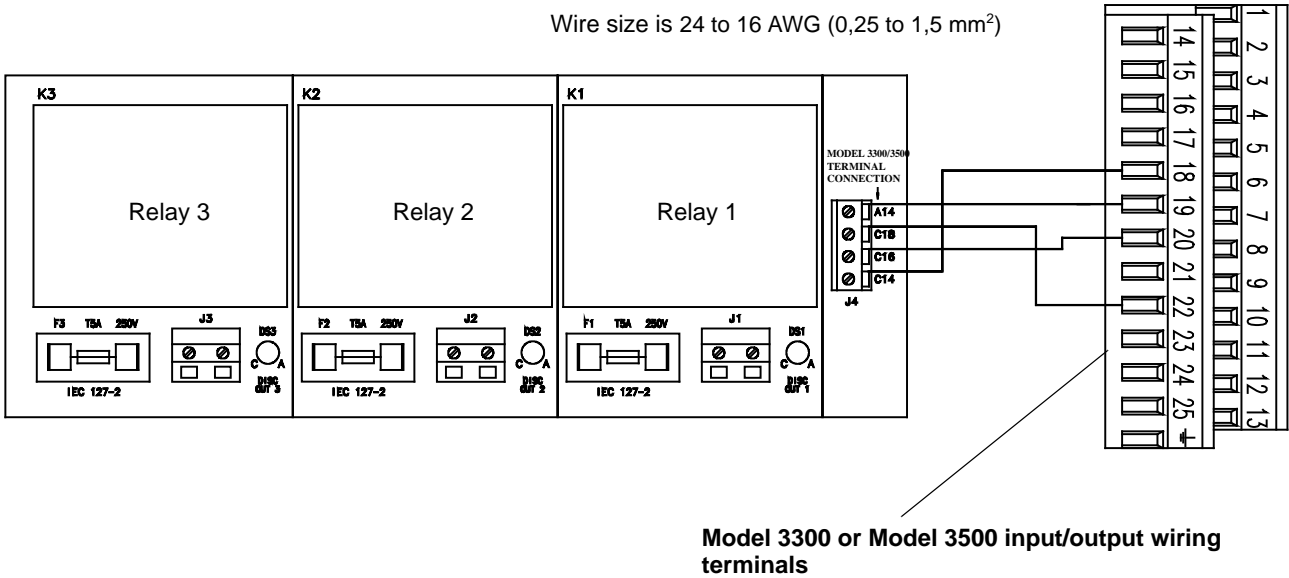 Wire size is 24 to 16 AWG (0,25 to 1,5 mm²)
K3
K2
K1
Relay 3
Relay 2
Relay 1
MODEL 3300/3500
TERMINAL
CONNECTION
A14
C18
C16
C14
J4
F3 T5A 250V
J3
DS3
C A
DISC
OUT 3
IEC 127-2
F2 T5A 250V
J2
DS2
C A
DISC
OUT 2
IEC 127-2
F1 T5A 250V
J1
DS1
C A
DISC
OUT 1
IEC 127-2
14
15
16
17
18
19
20
21
22
23
24
25
1
2
3
4
5
6
7
8
9
10
11
12
13
Model 3300 or Model 3500 input/output wiring
terminals